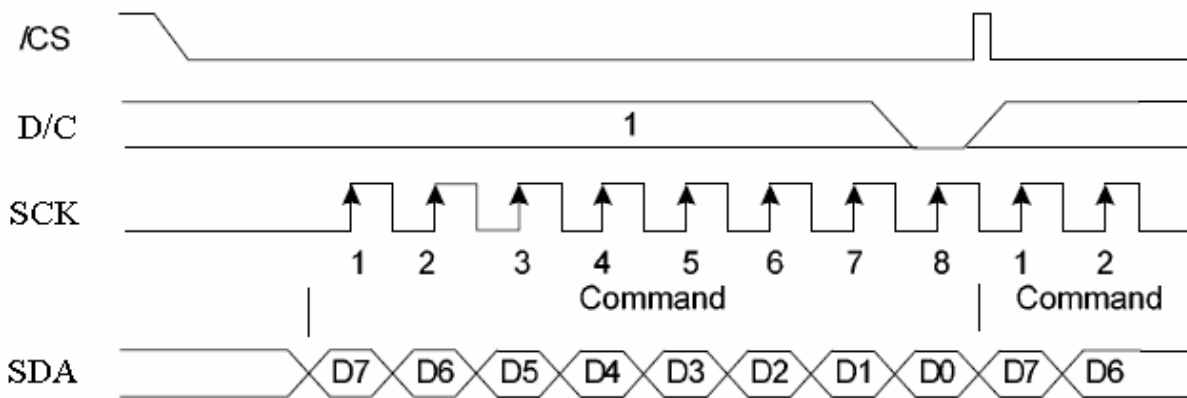 /CS
D/C
1
SCK
1 2 3 4 5 6 7 8 1 2
Command Command
SDA
D7 D6 D5 D4 D3 D2 D1 D0 D7 D6